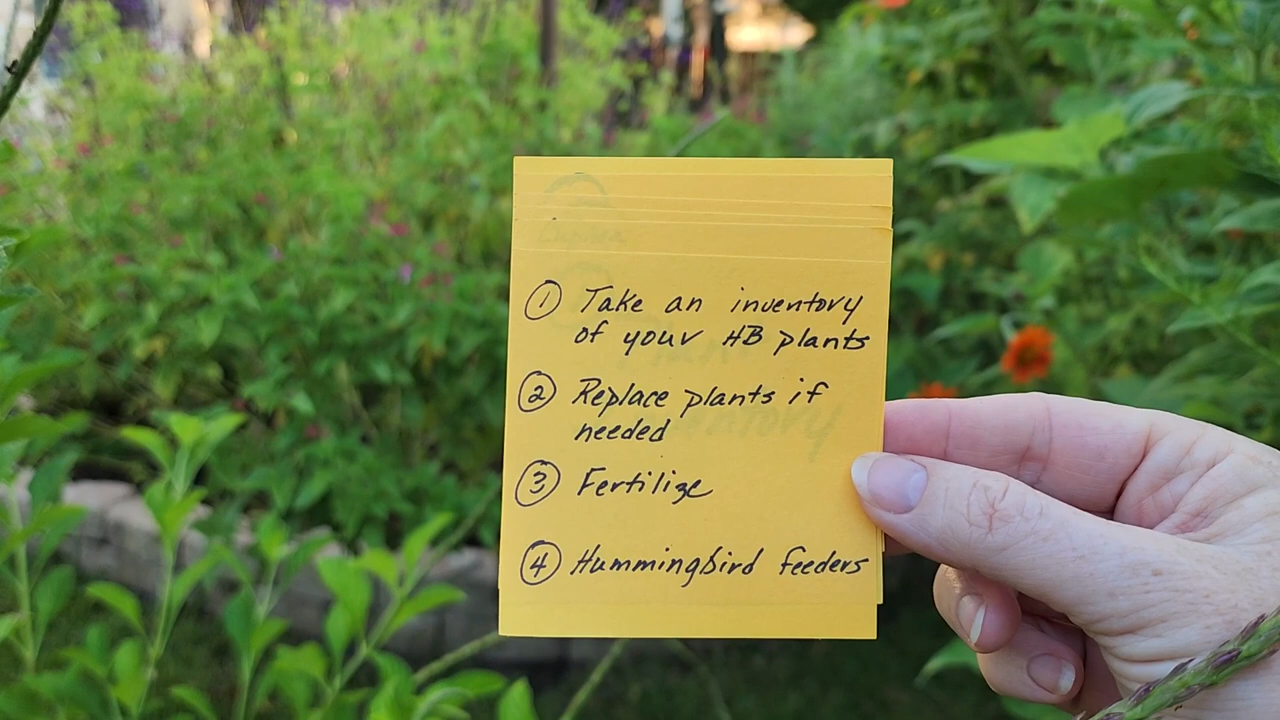 ① Take an inventory
of your HB plants
② Replace plants if
needed
③ Fertilize
④ Hummingbird feeders